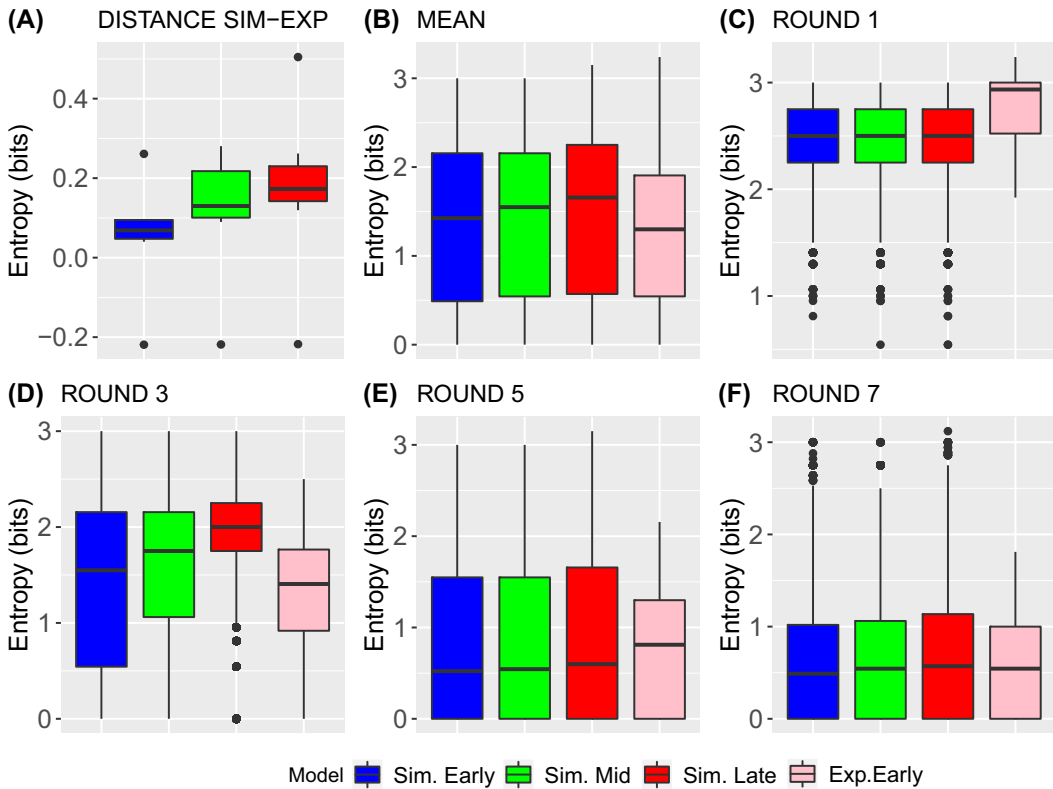 (A) DISTANCE SIM−EXP
Entropy (bits)
0.4
0.2
0.0
−0.2
(B) MEAN
Entropy (bits)
3
2
1
0
(C) ROUND 1
Entropy (bits)
3
2
1
(D) ROUND 3
Entropy (bits)
3
2
1
0
(E) ROUND 5
Entropy (bits)
3
2
1
0
(F) ROUND 7
Entropy (bits)
3
2
1
0
Model Sim. Early Sim. Mid Sim. Late Exp.Early